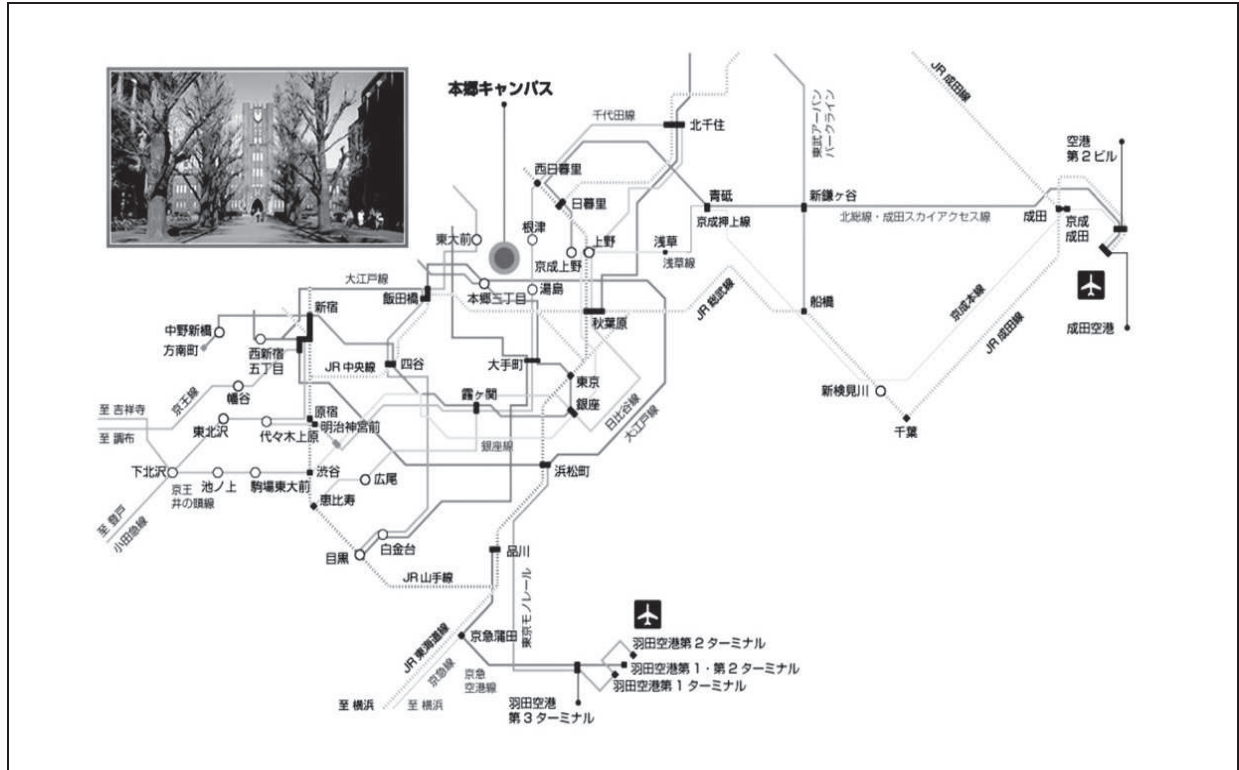 本郷キャンパス
千代田線
北千住
東武アーバン
パークライン
JR成田線
空港
第2ビル
西日暮里
日暮里
青砥
京成押上線
新鎌ヶ谷
北総線・成田スカイアクセス線
成田
京成
成田
根津
東大前
京成上野
上野
浅草
浅草線
大江戸線
飯田橋
本郷三丁目
湯島
秋葉原
JR総武線
船橋
京成本線
JR成田線
成田空港
新宿
中野新橋
方南町
西新宿
五丁目
JR中央線
四谷
大手町
東京
新検見川
千葉
京王線
幡谷
霞ヶ関
銀座
日比谷線
大江戸線
至 吉祥寺
至 調布
東北沢
代々木上原
原宿
明治神宮前
銀座線
下北沢
池ノ上
駒場東大前
渋谷
広尾
浜松町
京王
井の頭線
恵比寿
至 登戸
小田急線
目黒
白金台
品川
JR山手線
東京モノレール
JR東海道線
京急線
京急蒲田
京急
空港線
羽田空港第2ターミナル
羽田空港第1・第2ターミナル
羽田空港第1ターミナル
至 横浜
至 横浜
羽田空港
第3ターミナル